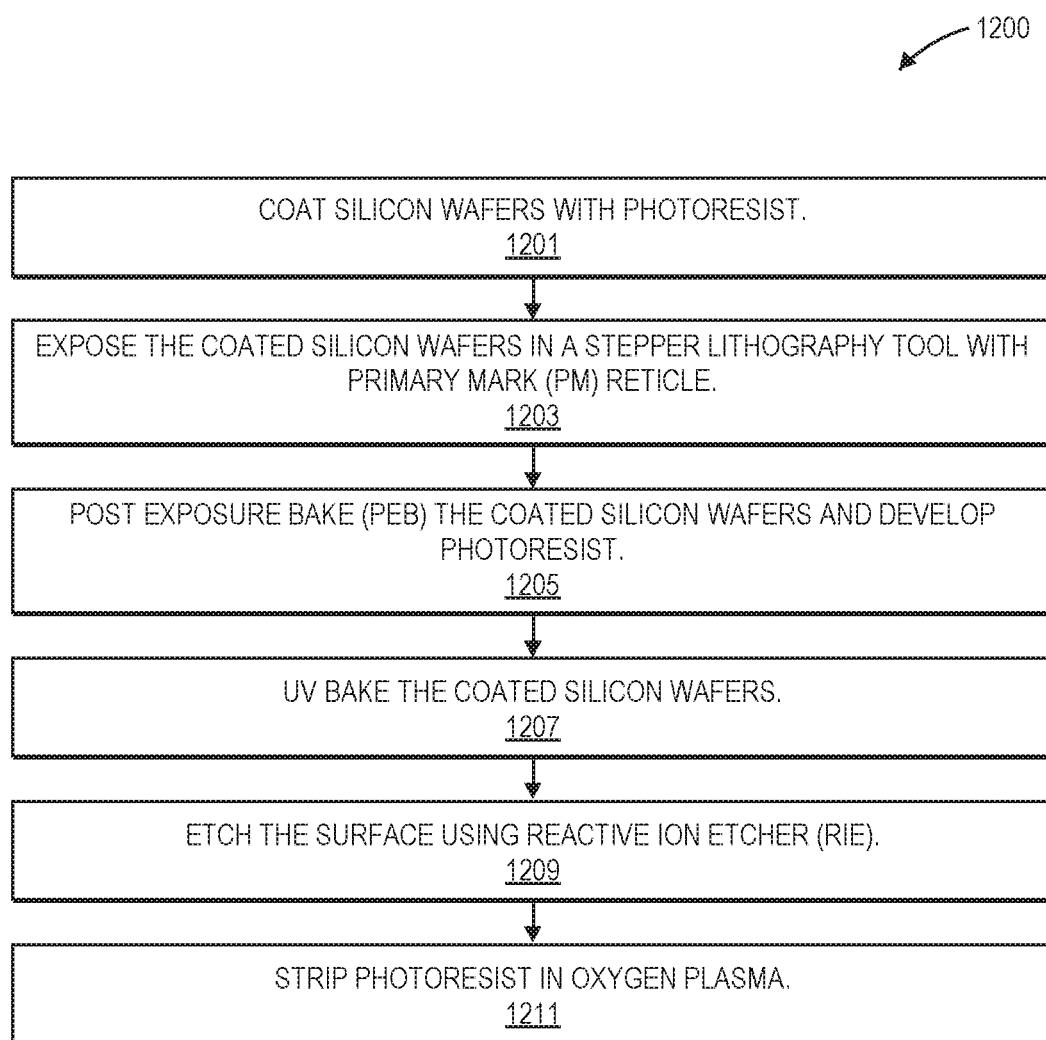 1200
COAT SILICON WAFERS WITH PHOTORESIST.
1201
EXPOSE THE COATED SILICON WAFERS IN A STEPPER LITHOGRAPHY TOOL WITH
PRIMARY MARK (PM) RETICLE.
1203
POST EXPOSURE BAKE (PEB) THE COATED SILICON WAFERS AND DEVELOP
PHOTORESIST.
1205
UV BAKE THE COATED SILICON WAFERS.
1207
ETCH THE SURFACE USING REACTIVE ION ETCHER (RIE).
1209
STRIP PHOTORESIST IN OXYGEN PLASMA.
1211